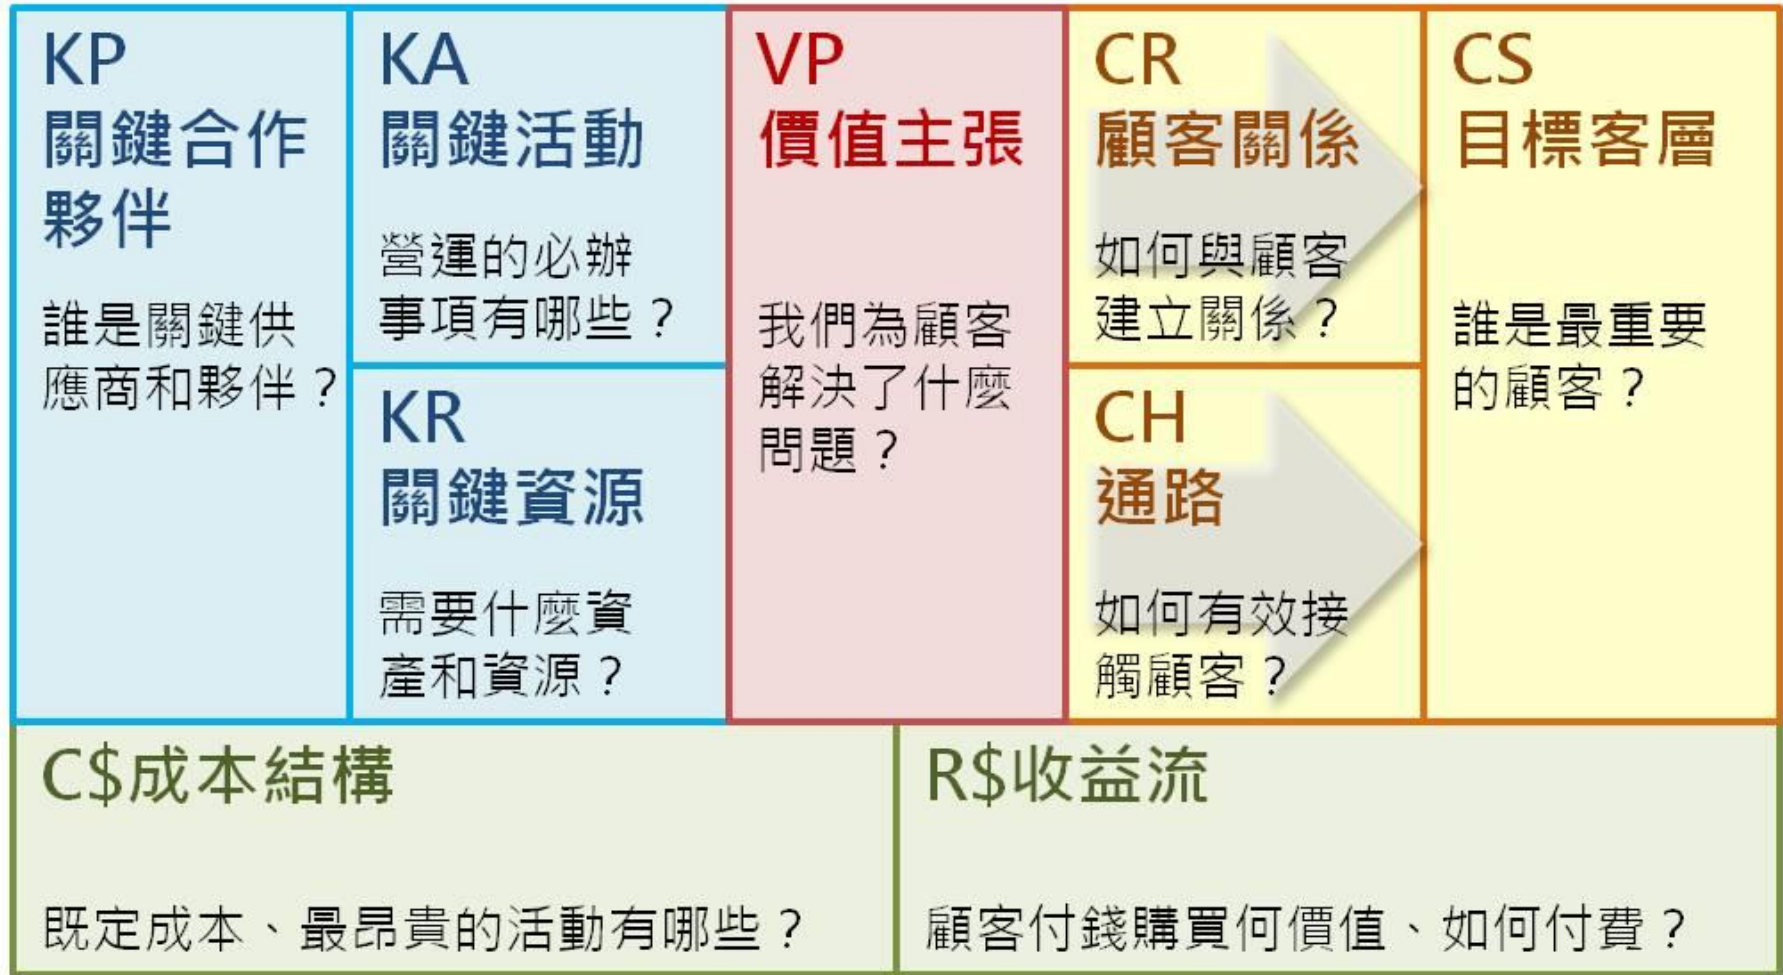 KP
關鍵合作
夥伴
誰是關鍵供
應商和夥伴？
KA
關鍵活動
營運的必辦
事項有哪些？
KR
關鍵資源
需要什麼資
產和資源？
VP
價值主張
我們為顧客
解決了什麼
問題？
CR
顧客關係
如何與顧客
建立關係？
CH
通路
如何有效接
觸顧客？
CS
目標客層
誰是最重要
的顧客？
C$成本結構
既定成本、最昂貴的活動有哪些？
R$收益流
顧客付錢購買何價值、如何付費？